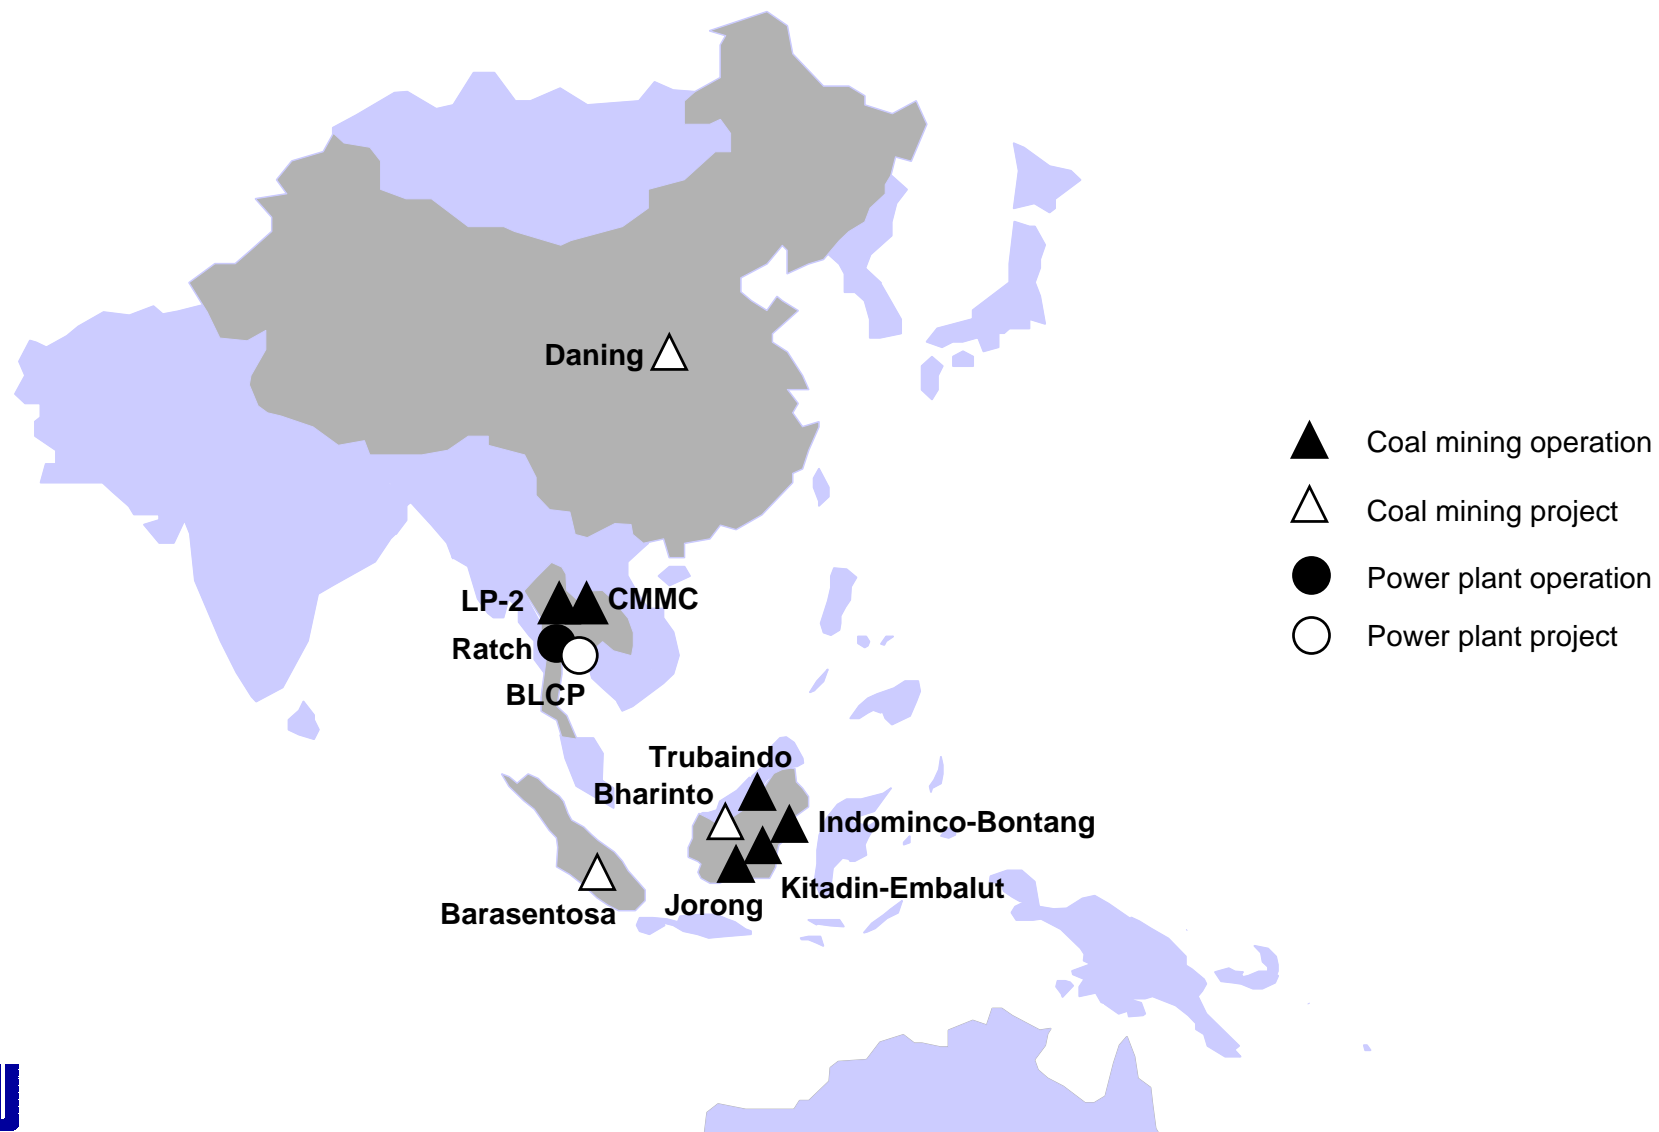 Daning
Coal mining operation
Coal mining project
Power plant operation
Power plant project
LP-2
CMMC
Ratch
BLCP
Trubaindo
Bharinto
Indominco-Bontang
Kitadin-Embalut
Jorong
Barasentosa